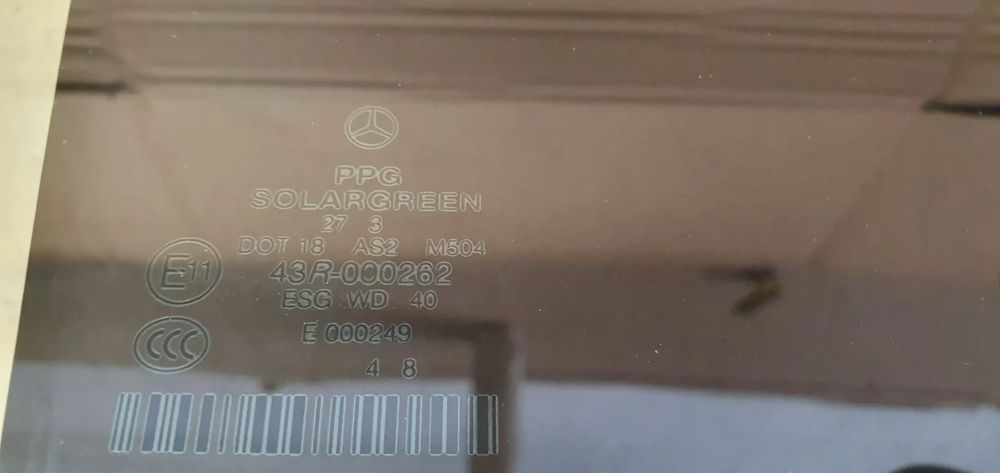 PPG
SOLARGREEN
27 3
DOT 18 AS2 M504
E11 43R-000262
ESG WD 40
CCC E 000249
4 8